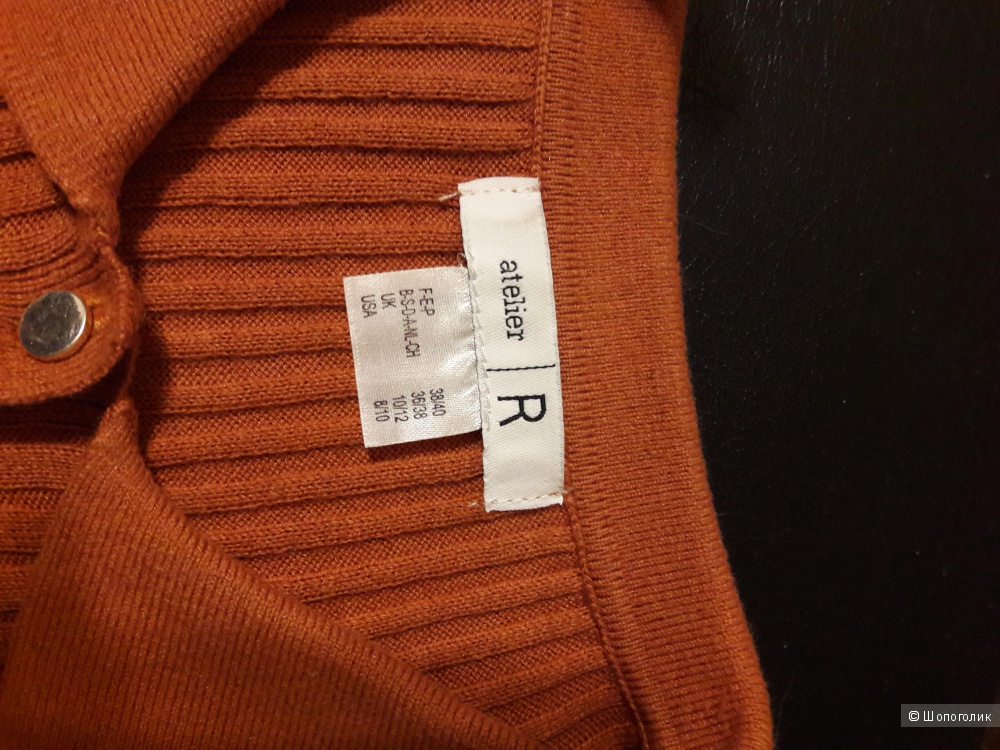 atelier | R
F-E-P 38/40
B-S-D-A-NL-CH 36/38
UK 10/12
USA 8/10
© Шопоголик